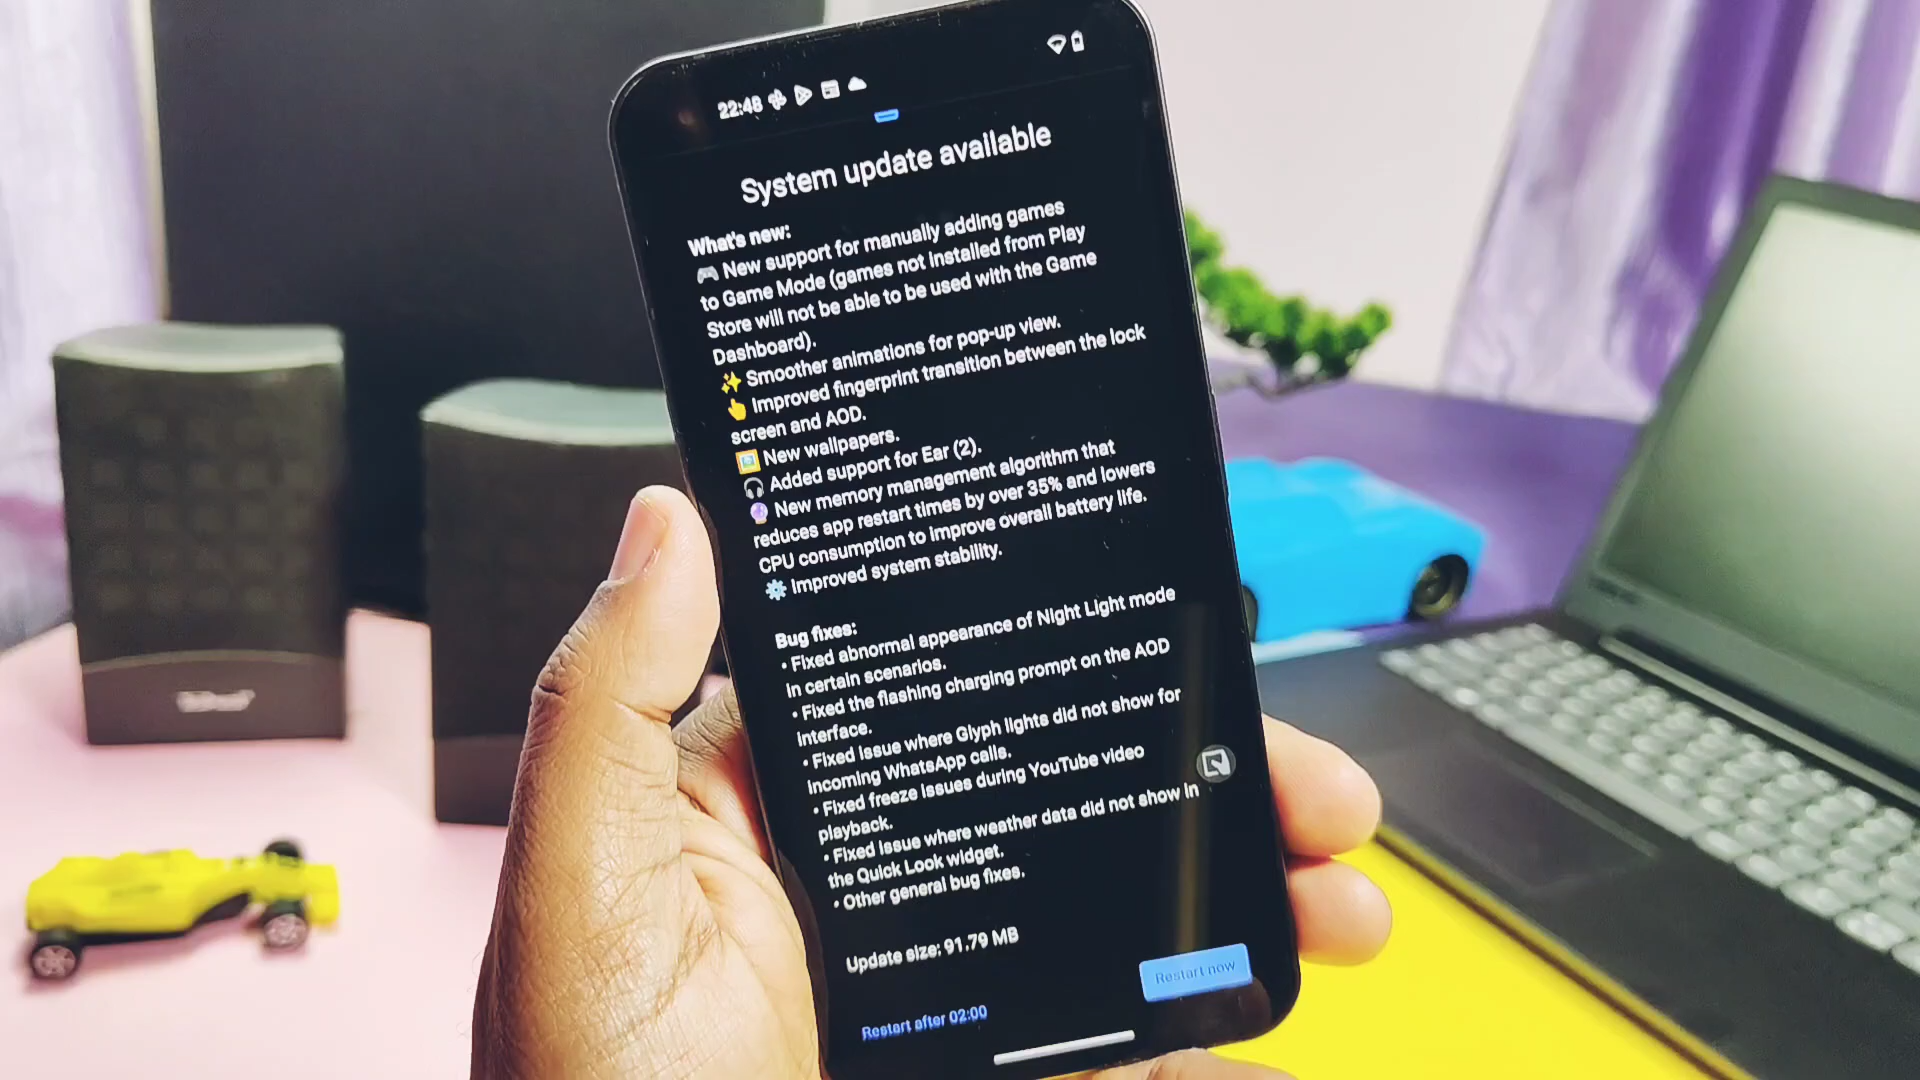 22:48
System update available
What's new:
🎮 New support for manually adding games
to Game Mode (games not installed from Play
Store will not be able to be used with the Game
Dashboard).
✨ Smoother animations for pop-up view.
👆 Improved fingerprint transition between the lock
screen and AOD.
🖼️ New wallpapers.
🎧 Added support for Ear (2).
🔮 New memory management algorithm that
reduces app restart times by over 35% and lowers
CPU consumption to improve overall battery life.
⚙️ Improved system stability.
Bug fixes:
• Fixed abnormal appearance of Night Light mode
in certain scenarios.
• Fixed the flashing charging prompt on the AOD
interface.
• Fixed issue where Glyph lights did not show for
incoming WhatsApp calls.
• Fixed freeze issues during YouTube video
playback.
• Fixed issue where weather data did not show in
the Quick Look widget.
• Other general bug fixes.
Update size: 91.79 MB
Restart now
Restart after 02:00